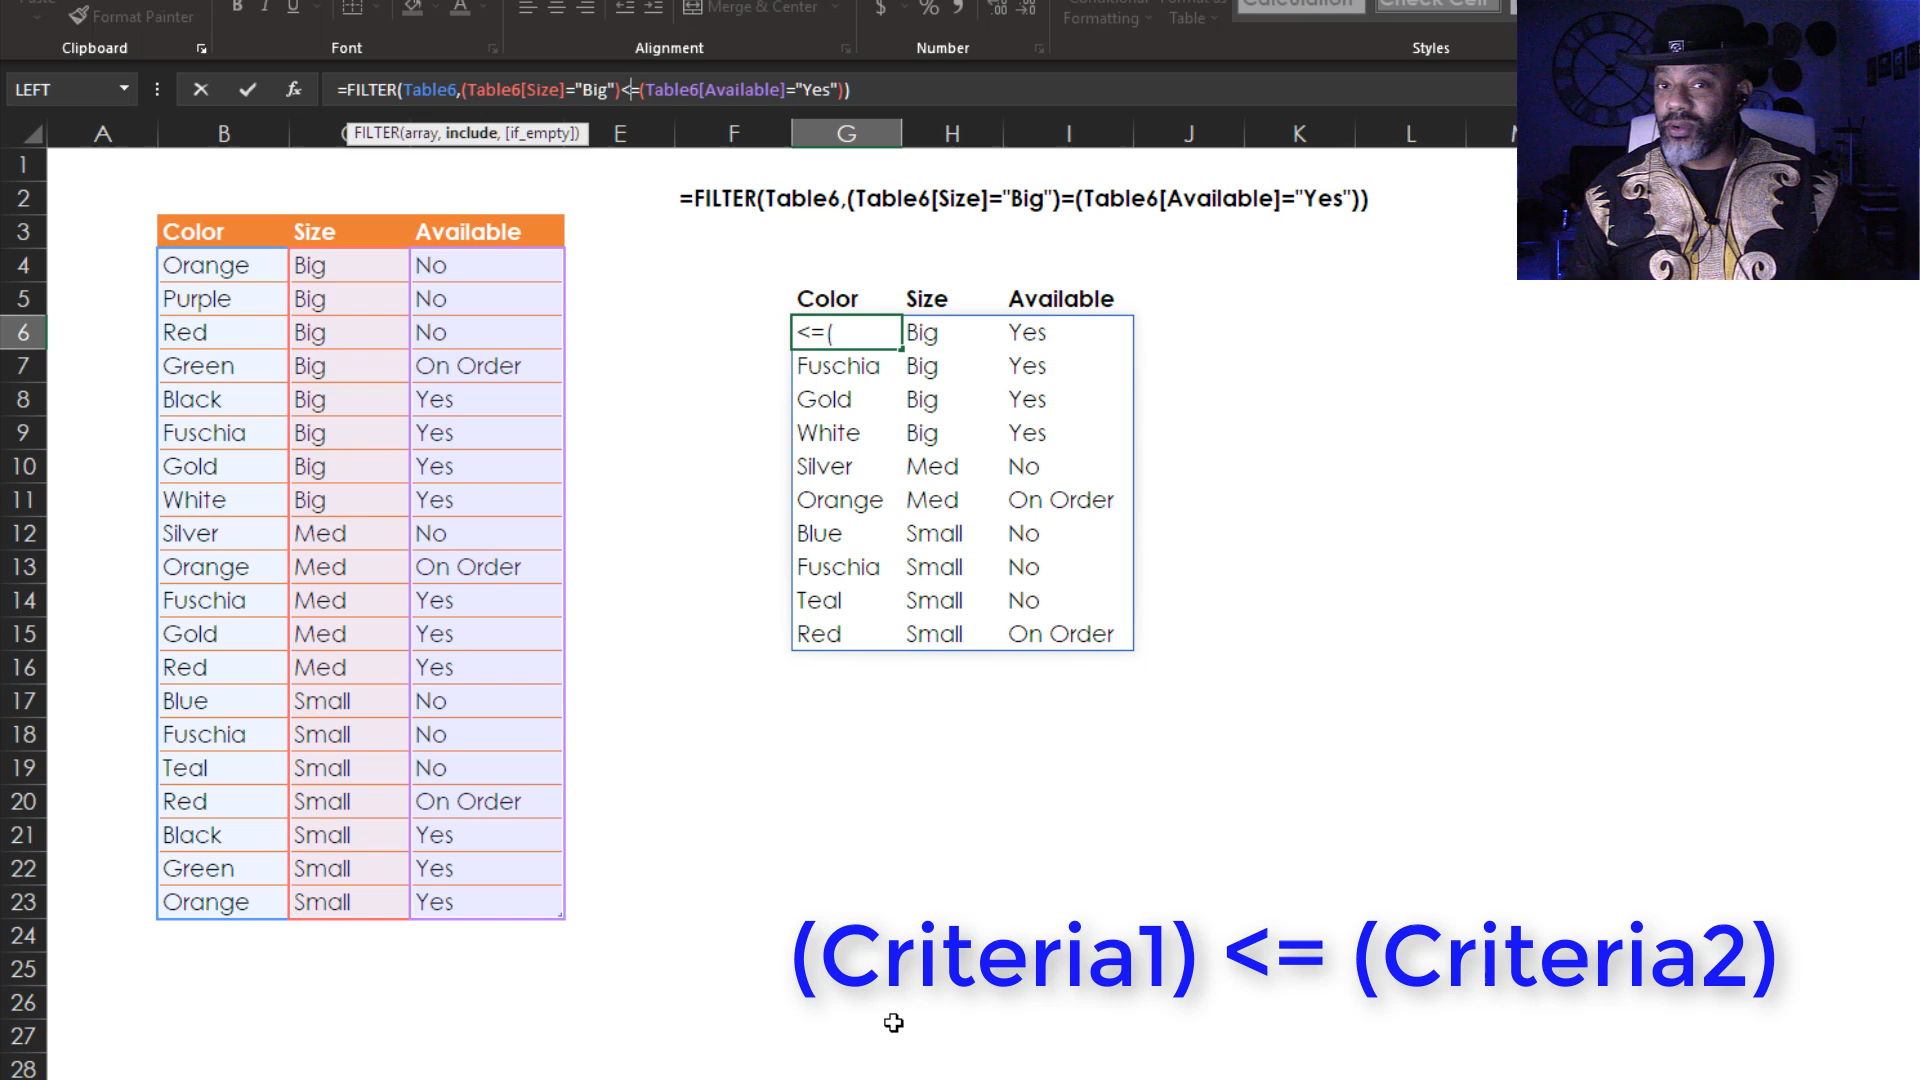 Format Painter
B I U
Merge & Center
$ % 9
Conditional Formatting
Format as Table
Calculation
Check Cell
Clipboard
Font
Alignment
Number
Styles
LEFT
fx
=FILTER(Table6,(Table6[Size]="Big")<=(Table6[Available]="Yes"))
FILTER(array, include, [if_empty])
A B E F G H I J K L
1
2 =FILTER(Table6,(Table6[Size]="Big")=(Table6[Available]="Yes"))
3 Color Size Available
4 Orange Big No
5 Purple Big No Color Size Available
6 Red Big No <=( Big Yes
7 Green Big On Order Fuschia Big Yes
8 Black Big Yes Gold Big Yes
9 Fuschia Big Yes White Big Yes
10 Gold Big Yes Silver Med No
11 White Big Yes Orange Med On Order
12 Silver Med No Blue Small No
13 Orange Med On Order Fuschia Small No
14 Fuschia Med Yes Teal Small No
15 Gold Med Yes Red Small On Order
16 Red Med Yes
17 Blue Small No
18 Fuschia Small No
19 Teal Small No
20 Red Small On Order
21 Black Small Yes
22 Green Small Yes
23 Orange Small Yes
24
25 (Criteria1) <= (Criteria2)
26
27
28